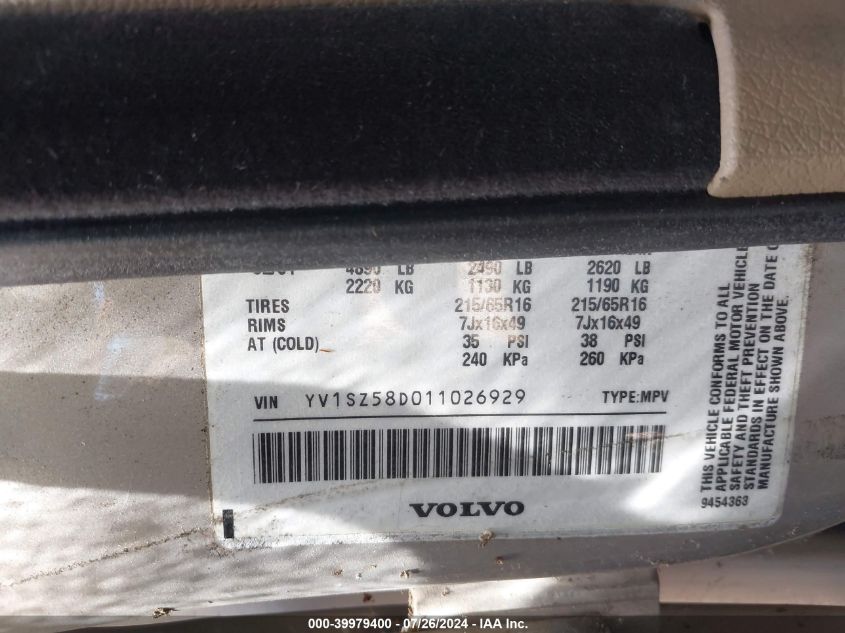 4890 LB 2490 LB 2620 LB
2220 KG 1130 KG 1190 KG
TIRES 215/65R16 215/65R16
RIMS 7Jx16x49 7Jx16x49
AT (COLD) 35 PSI 38 PSI
240 KPa 260 KPa
VIN YV1SZ58D011026929 TYPE:MPV
VOLVO
THIS VEHICLE CONFORMS TO ALL
APPLICABLE FEDERAL MOTOR VEHICLE
SAFETY AND THEFT PREVENTION
STANDARDS IN EFFECT ON THE DATE
MANUFACTURE SHOWN ABOVE.
9454363
000-39979400 / 07/26/2024 - IAA Inc.